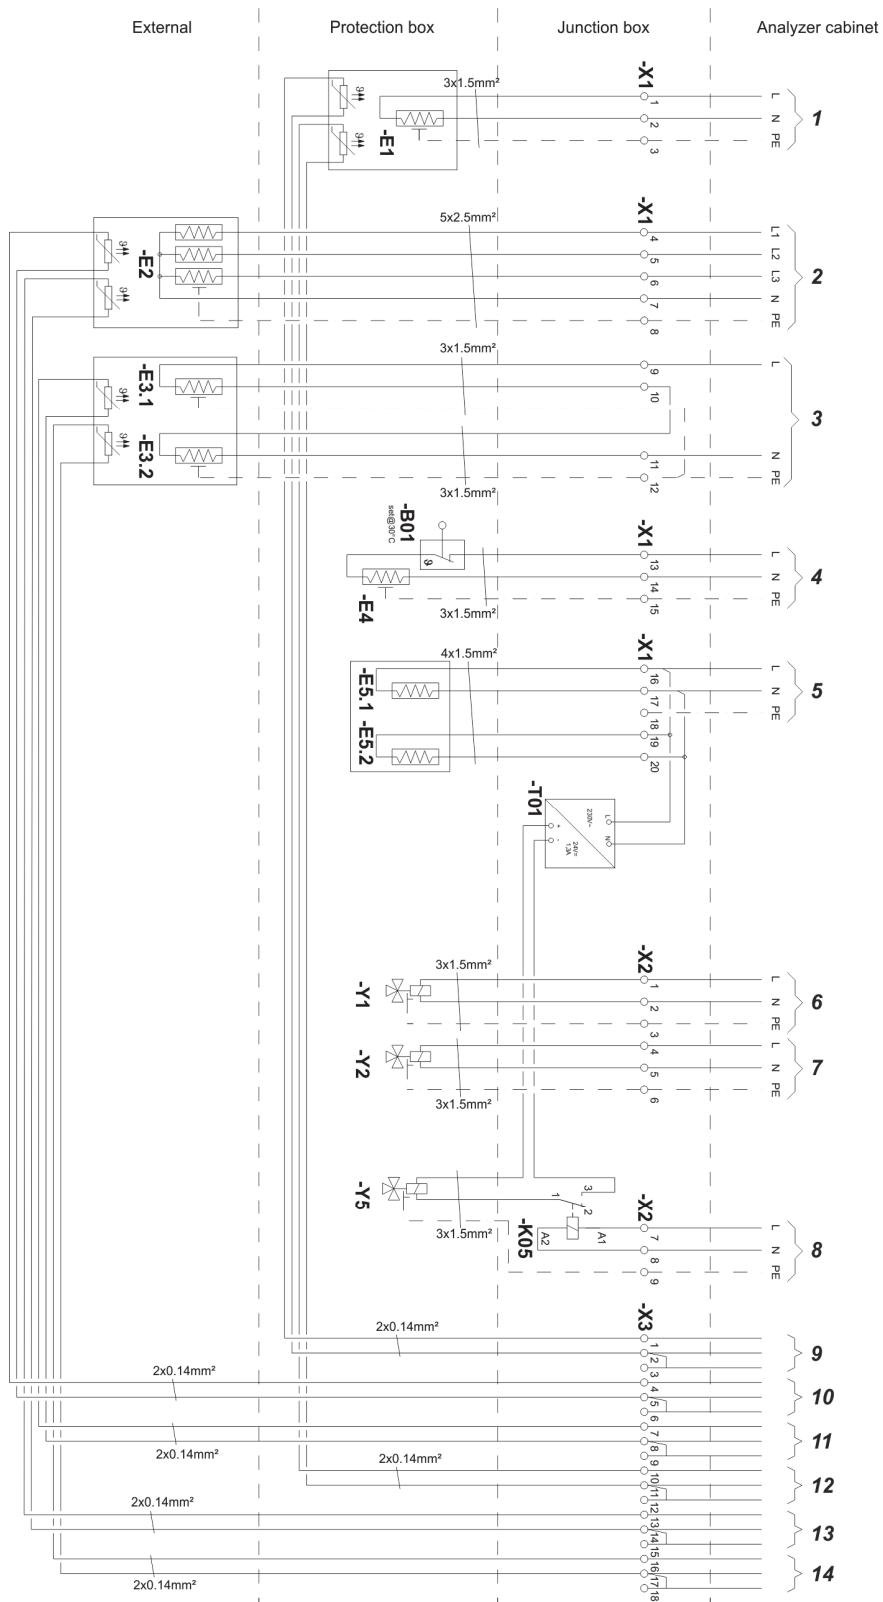 External
Protection box
Junction box
Analyzer cabinet
-X1
3x1.5mm²
1
2
3
L
N
PE
1
ϑ
ϑ
-E1
-X1
5x2.5mm²
4
5
6
7
8
L1
L2
L3
N
PE
2
ϑ
ϑ
-E2
3x1.5mm²
9
10
11
12
L
N
PE
3
ϑ
ϑ
-E3.1
-E3.2
3x1.5mm²
-B01
set@30°C
ϑ
-X1
13
14
15
L
N
PE
4
-E4
3x1.5mm²
-X1
4x1.5mm²
16
17
18
19
20
L
N
PE
5
-E5.1
-E5.2
-T01
230V~
L
N
+
-
24V=
1,3A
-X2
3x1.5mm²
1
2
3
L
N
PE
6
-Y1
4
5
6
L
N
PE
7
-Y2
3x1.5mm²
-Y5
3x1.5mm²
1
3
2
-K05
A2
A1
-X2
7
8
9
L
N
PE
8
-X3
2x0.14mm²
1
2
3
9
2x0.14mm²
4
5
6
10
2x0.14mm²
7
8
9
11
2x0.14mm²
10
11
12
12
2x0.14mm²
13
14
15
13
2x0.14mm²
16
17
18
14